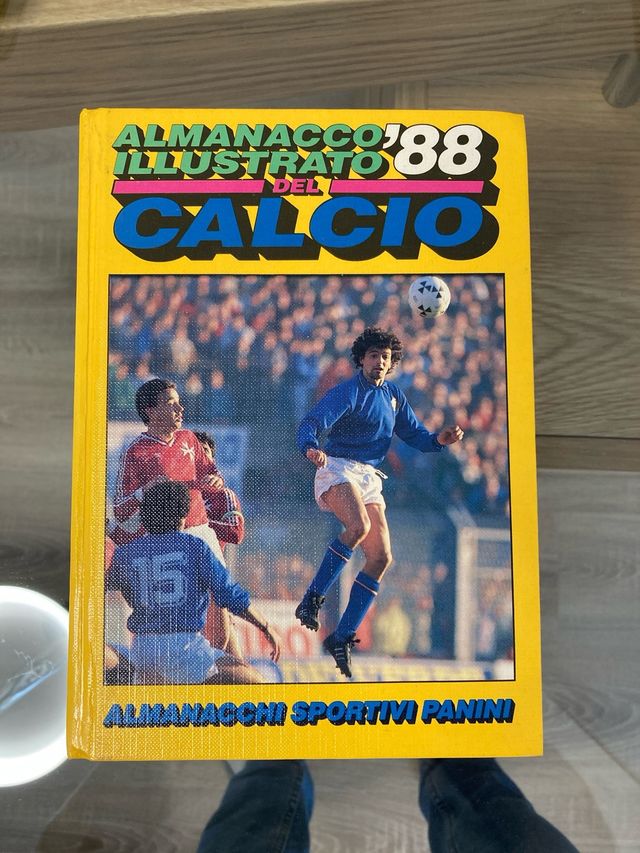 ALMANACCO '88
ILLUSTRATO
DEL
CALCIO
15
ALMANACCHI SPORTIVI PANINI